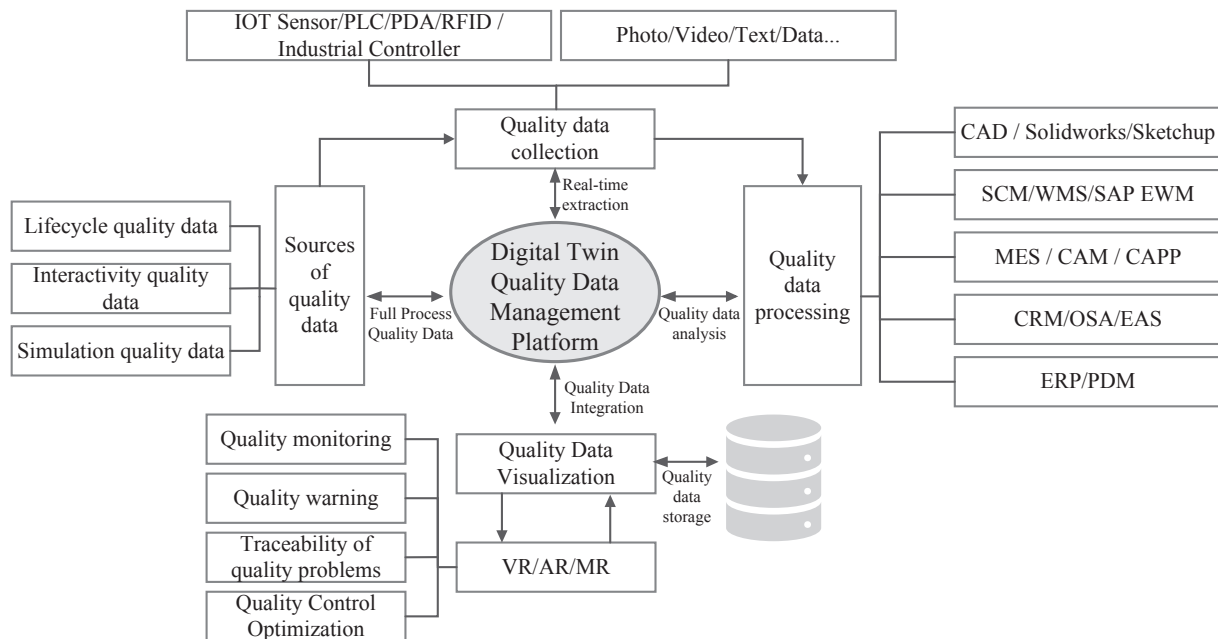 IOT Sensor/PLC/PDA/RFID /
Industrial Controller
Photo/Video/Text/Data...
Quality data
collection
CAD / Solidworks/Sketchup
Real-time
extraction
SCM/WMS/SAP EWM
Lifecycle quality data
Interactivity quality
data
Simulation quality data
Sources
of
quality
data
Full Process
Quality Data
Digital Twin
Quality Data
Management
Platform
Quality data
analysis
Quality
data
processing
MES / CAM / CAPP
CRM/OSA/EAS
ERP/PDM
Quality Data
Integration
Quality monitoring
Quality warning
Traceability of
quality problems
Quality Control
Optimization
Quality Data
Visualization
Quality
data
storage
VR/AR/MR